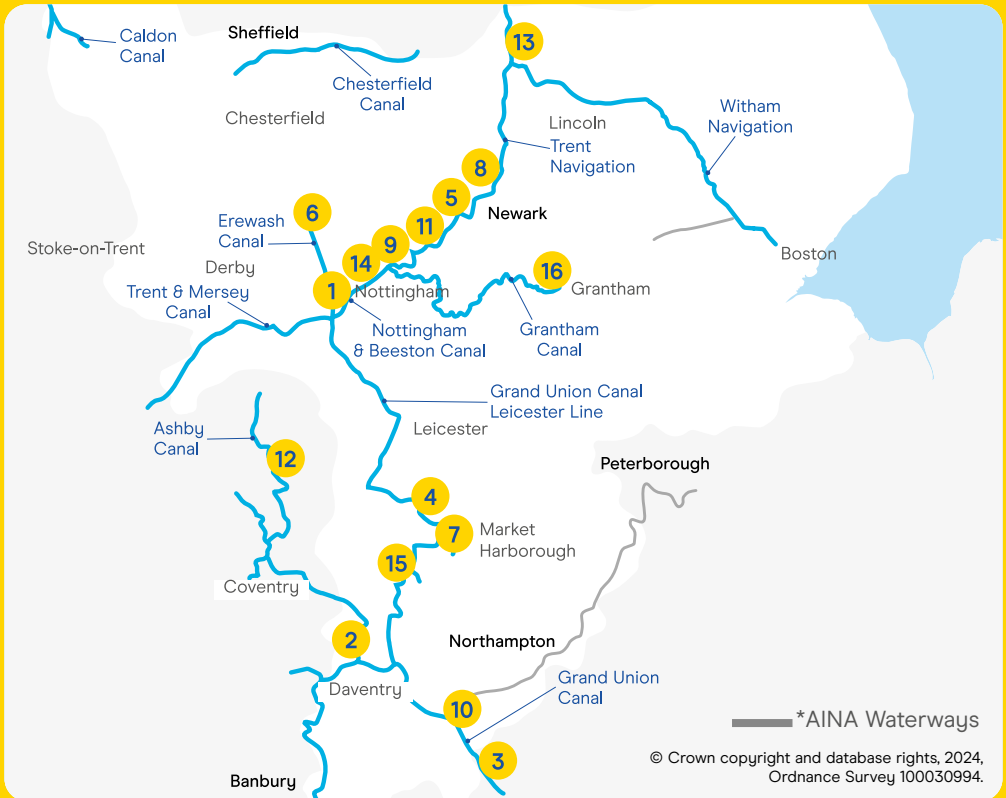 Caldon
Canal
Sheffield
13
Chesterfield
Canal
Chesterfield
Witham
Navigation
Lincoln
Trent
Navigation
8
5
Newark
6
Erewash
Canal
11
Stoke-on-Trent
9
Boston
Derby
14
16
1
Nottingham
Grantham
Trent & Mersey
Canal
Nottingham
& Beeston Canal
Grantham
Canal
Grand Union Canal
Leicester Line
Ashby
Canal
Leicester
12
Peterborough
4
7
Market
Harborough
15
Coventry
2
Northampton
Daventry
Grand Union
Canal
10
*AINA Waterways
3
© Crown copyright and database rights, 2024,
Ordnance Survey 100030994.
Banbury